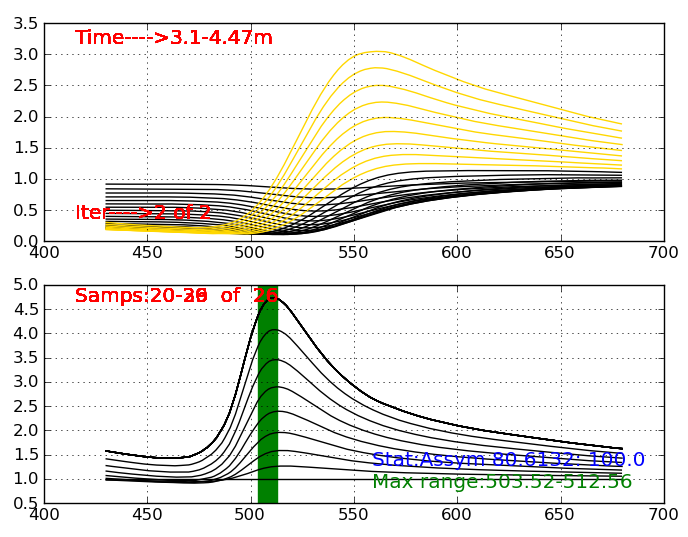 3.5
3.0
2.5
2.0
1.5
1.0
0.5
0.0
Time---->3.1-4.47m
Iter---->2 of 2
400 450 500 550 600 650 700
5.0
4.5
4.0
3.5
3.0
2.5
2.0
1.5
1.0
0.5
Samps:20- of 26
Stat:Assym 80.6132: 100.0
Max range:503.52-512.56
400 450 500 550 600 650 700